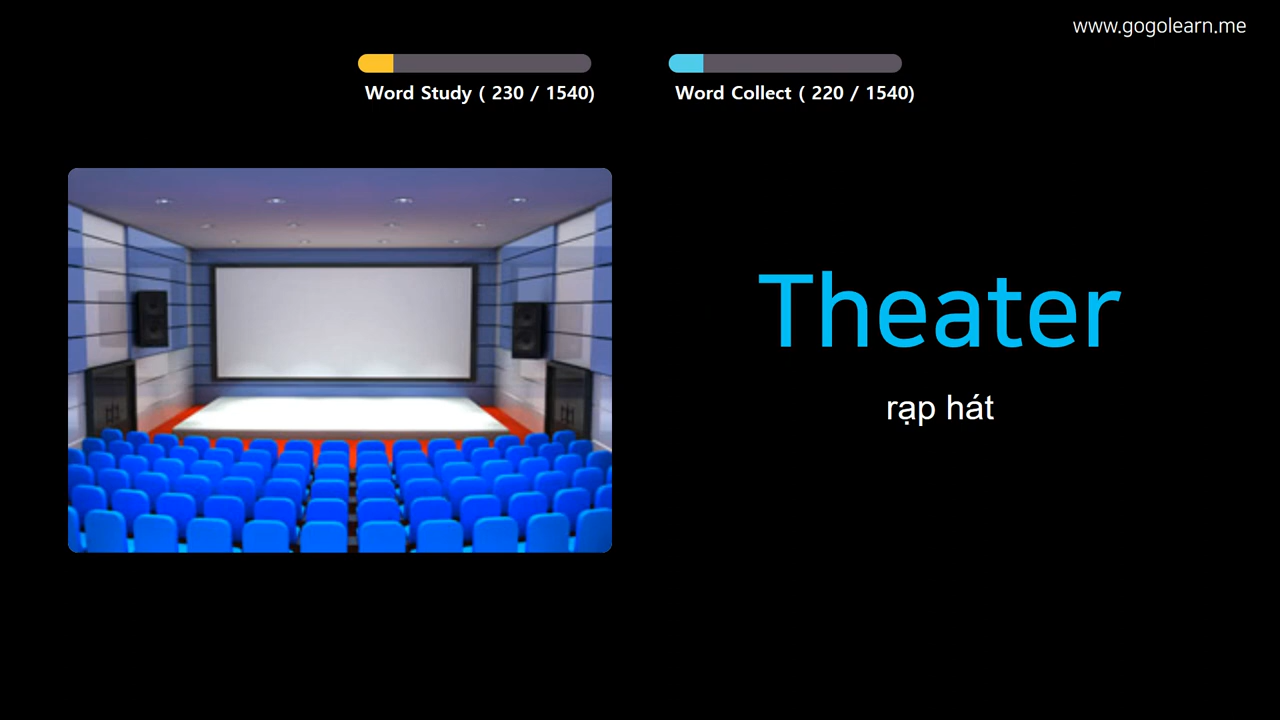 www.gogolearn.me
Word Study ( 230 / 1540)
Word Collect ( 220 / 1540)
Theater
rạp hát